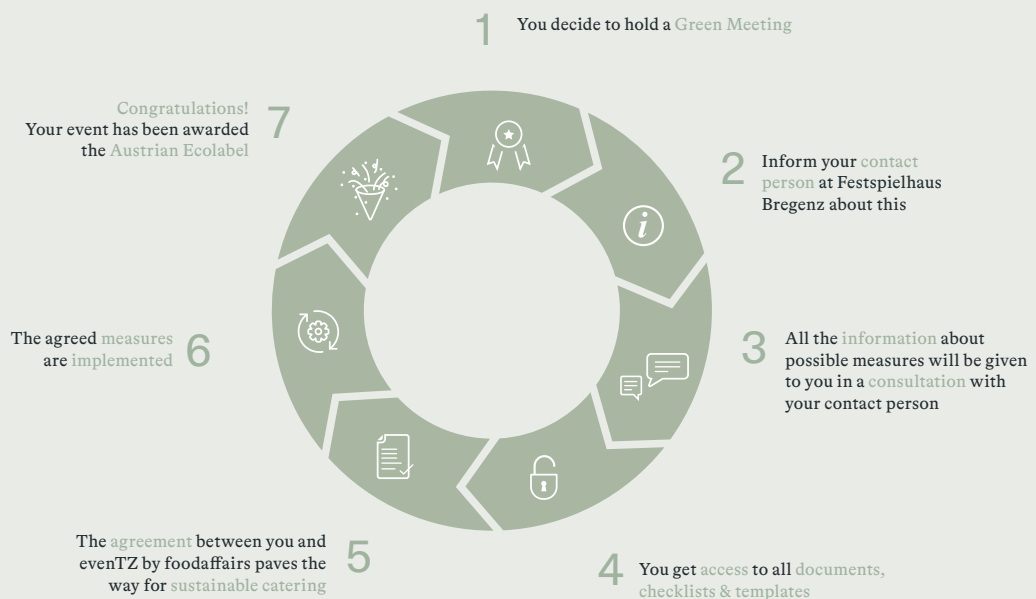 1
You decide to hold a Green Meeting
2
Inform your contact
person at Festspielhaus
Bregenz about this
3
All the information about
possible measures will be given
to you in a consultation with
your contact person
4
You get access to all documents,
checklists & templates
5
The agreement between you and
evenTZ by foodaffairs paves the
way for sustainable catering
6
The agreed measures
are implemented
7
Congratulations!
Your event has been awarded
the Austrian Ecolabel
i